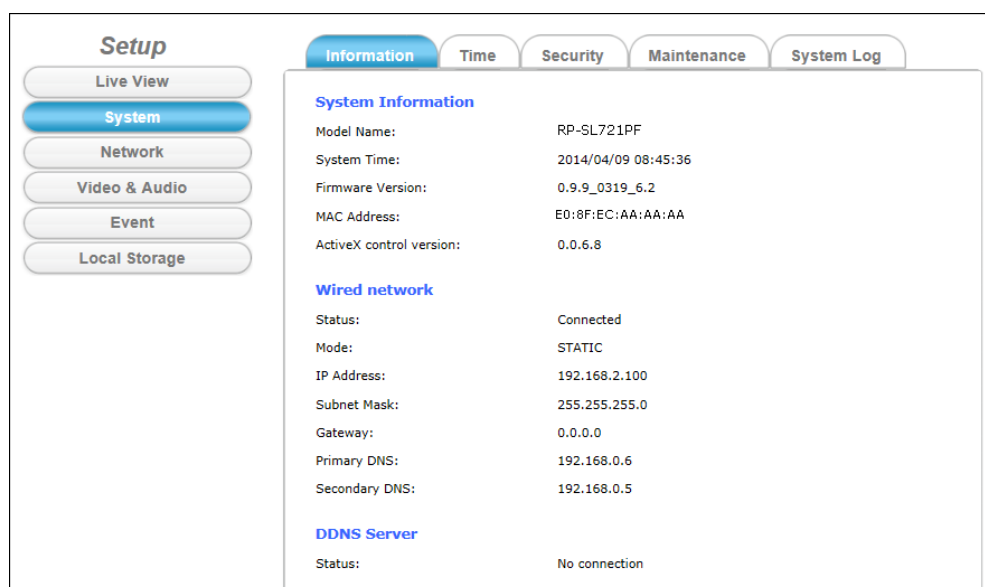 Setup
Live View
System
Network
Video & Audio
Event
Local Storage
Information Time Security Maintenance System Log
System Information
Model Name: RP-SL721PF
System Time: 2014/04/09 08:45:36
Firmware Version: 0.9.9_0319_6.2
MAC Address: E0:8F:EC:AA:AA:AA
ActiveX control version: 0.0.6.8
Wired network
Status: Connected
Mode: STATIC
IP Address: 192.168.2.100
Subnet Mask: 255.255.255.0
Gateway: 0.0.0.0
Primary DNS: 192.168.0.6
Secondary DNS: 192.168.0.5
DDNS Server
Status: No connection